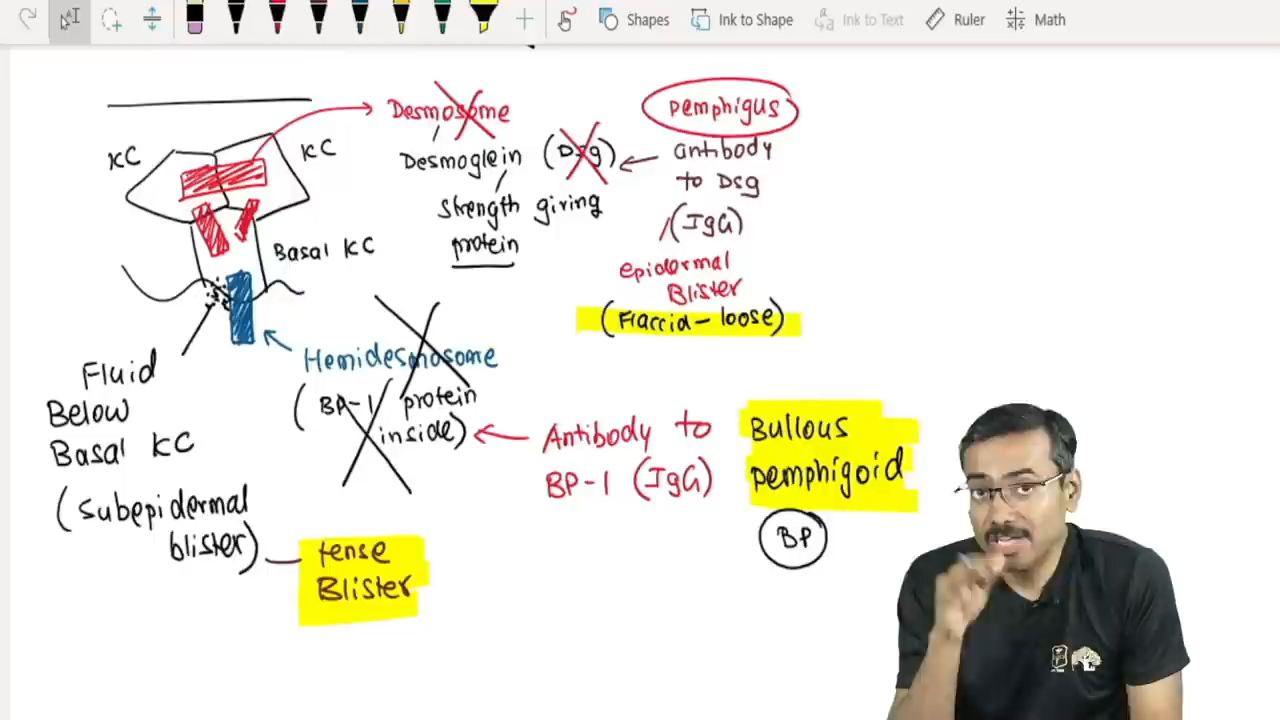 Shapes
Ink to Shape
Ink to Text
Ruler
Math
KC
KC
Desmosome
Desmoglein (Dsg)
Strength giving
protein
Pemphigus
antibody
to Dsg
(IgG)
epidermal
Blister
(Flaccid - loose)
Basal KC
Hemidesmosome
(BP-1 protein
inside)
Fluid
Below
Basal KC
(Subepidermal
blister)
tense
Blister
Antibody to
BP-1 (IgG)
Bullous
Pemphigoid
BP